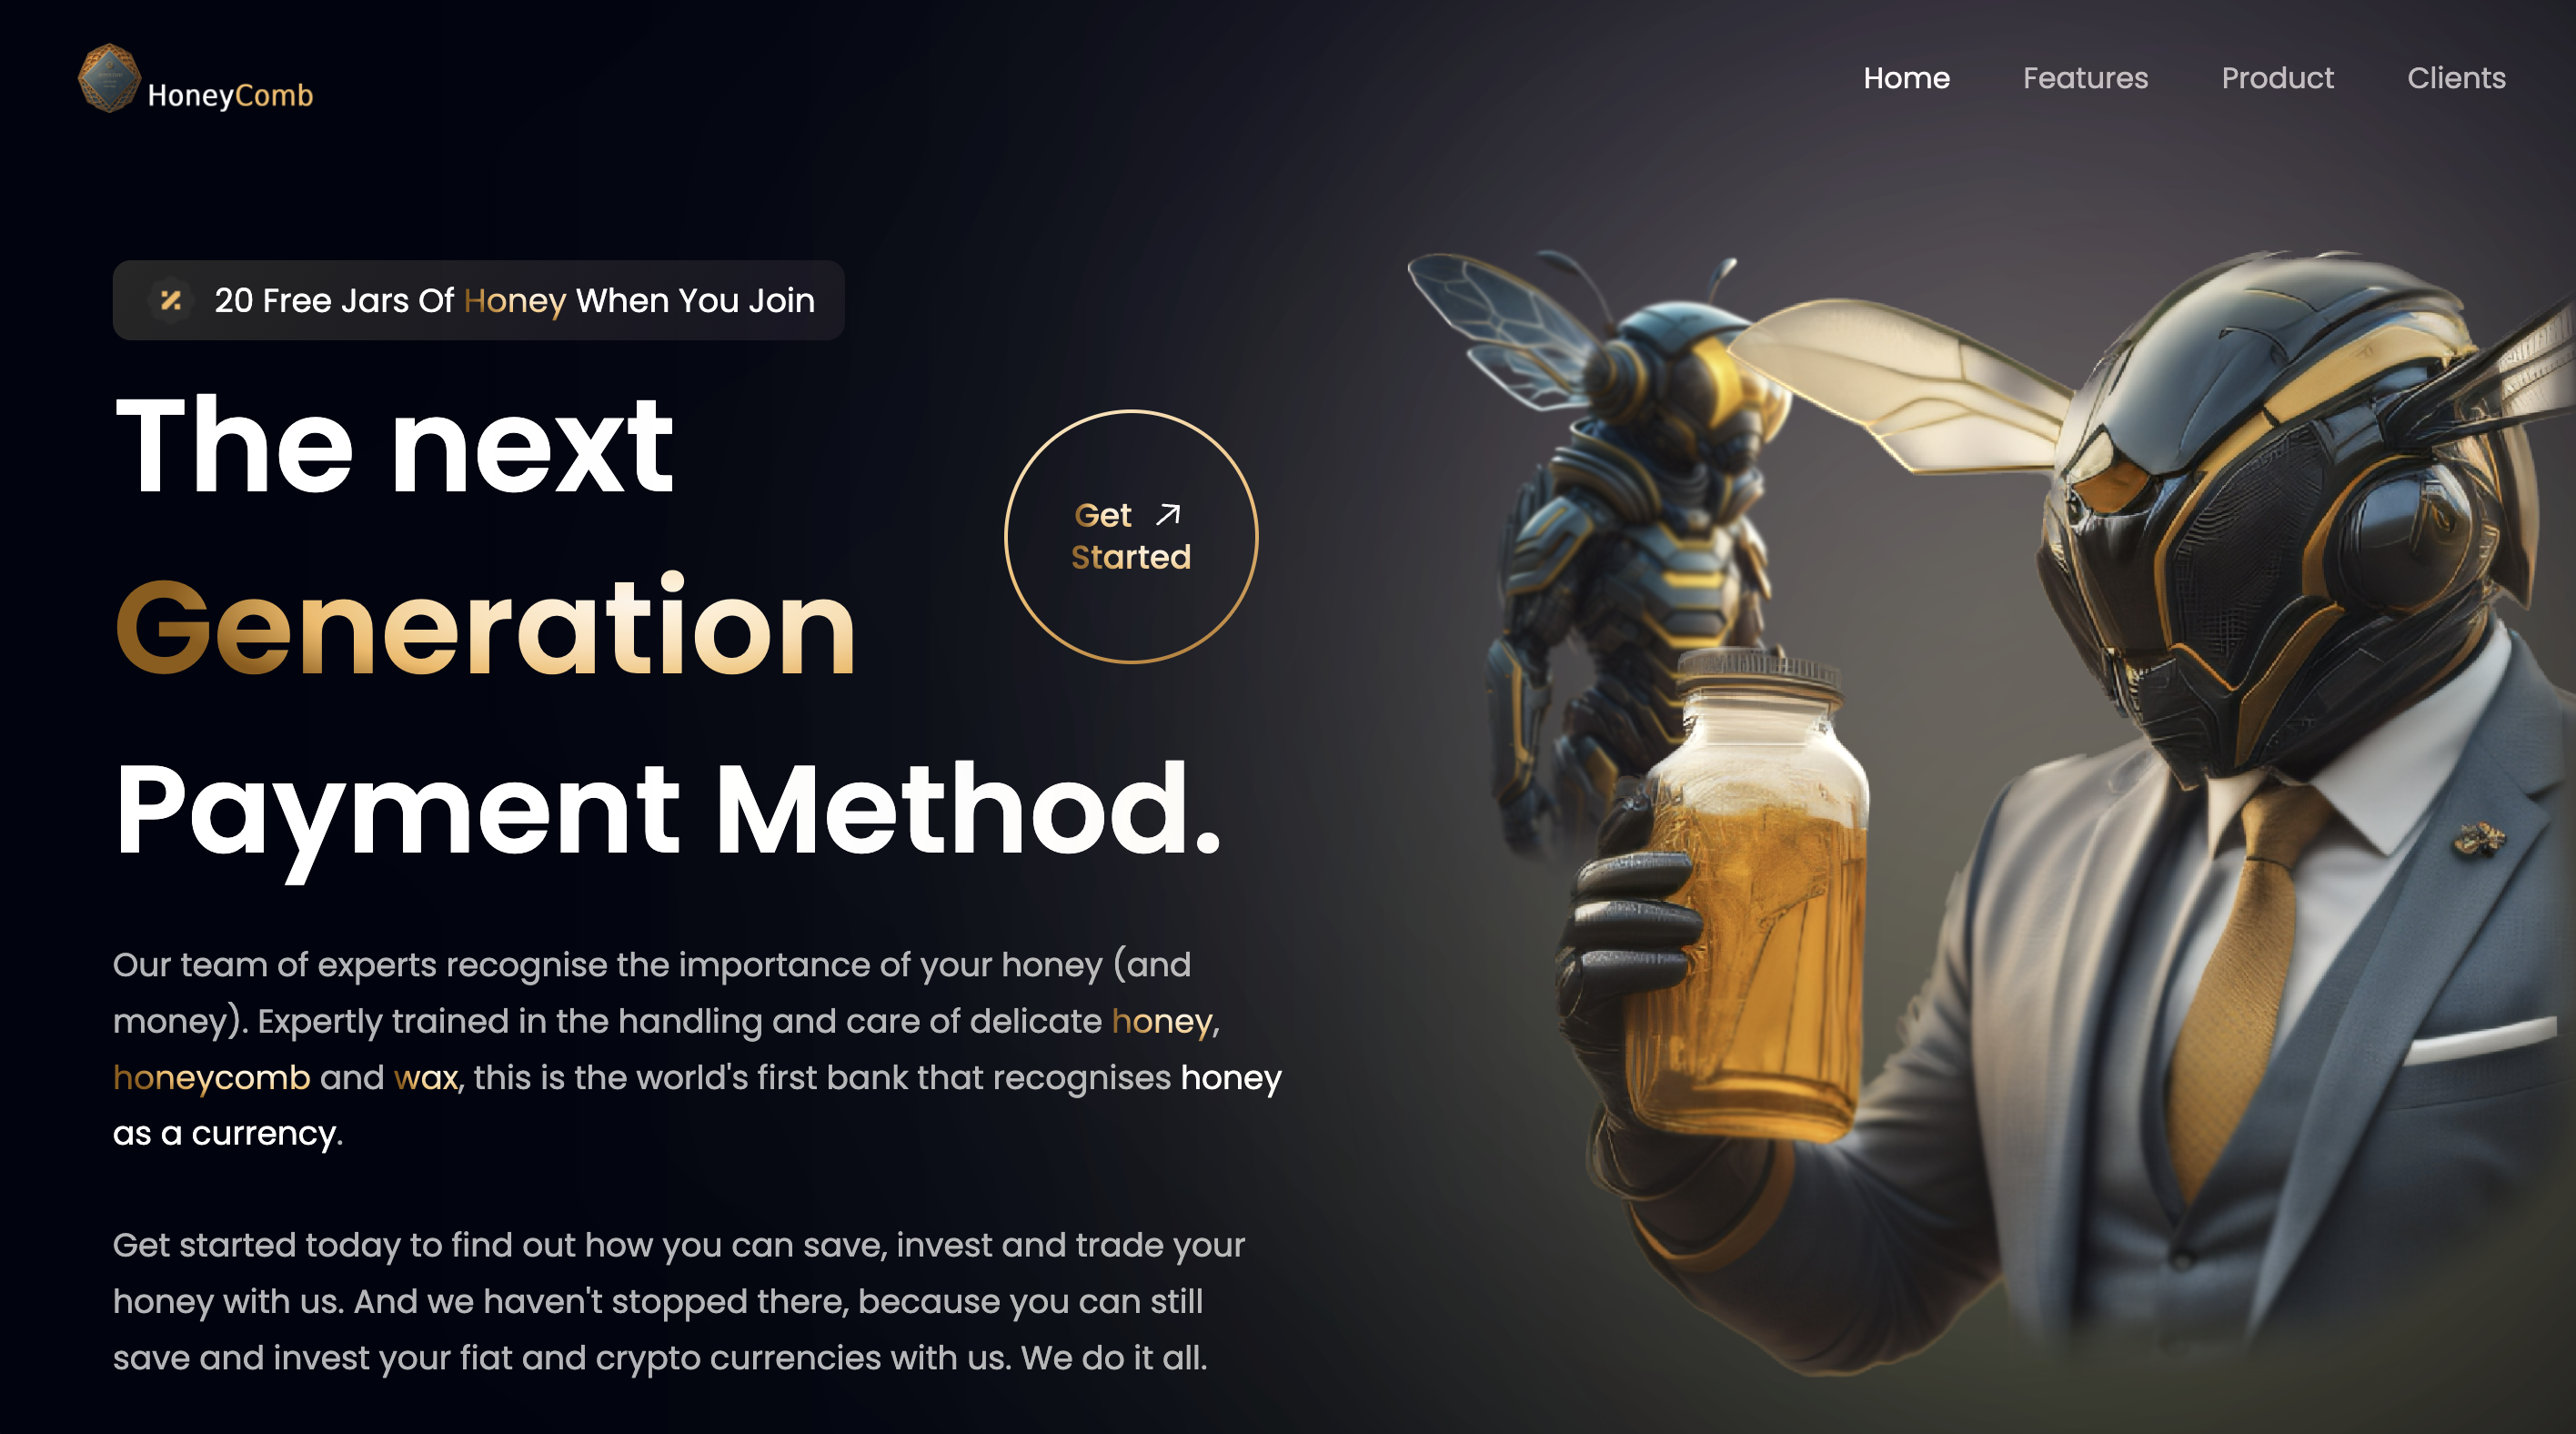 HoneyComb
Home Features Product Clients
20 Free Jars Of Honey When You Join
The next
Generation
Payment Method.
Get
Started
Our team of experts recognise the importance of your honey (and
money). Expertly trained in the handling and care of delicate honey,
honeycomb and wax, this is the world's first bank that recognises honey
as a currency.
Get started today to find out how you can save, invest and trade your
honey with us. And we haven't stopped there, because you can still
save and invest your fiat and crypto currencies with us. We do it all.